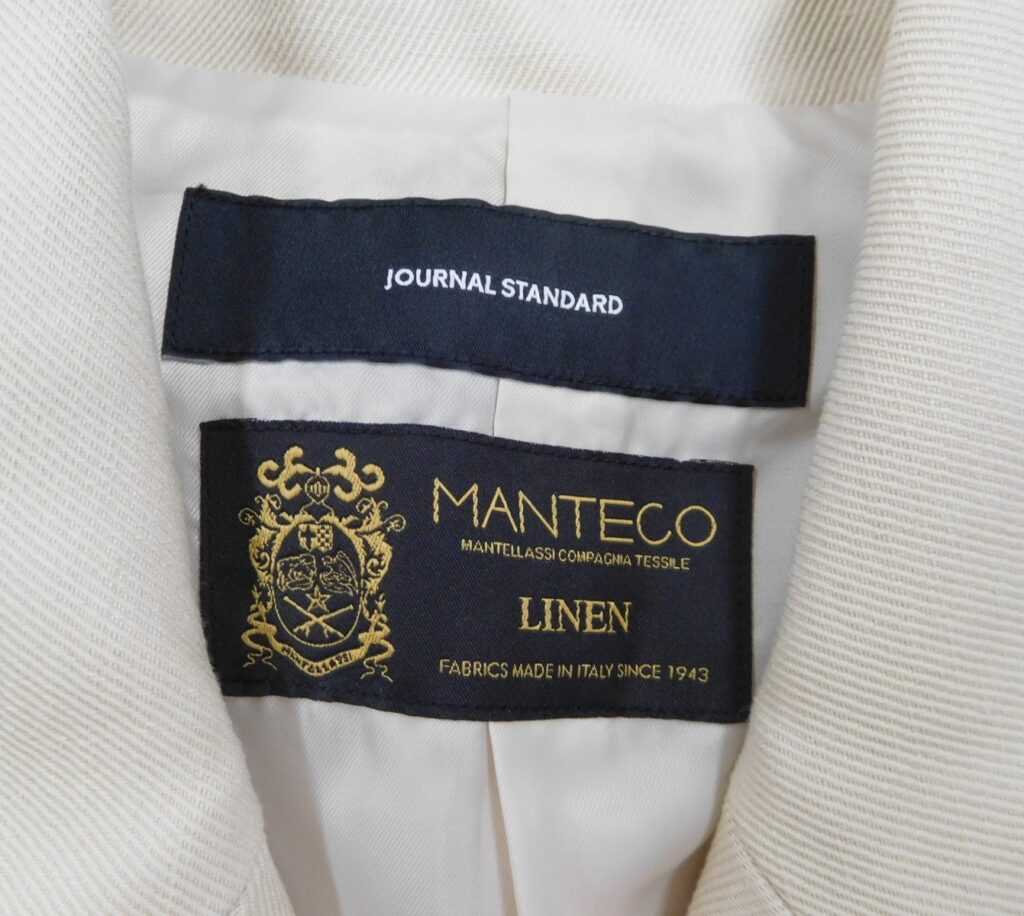 JOURNAL STANDARD
MANTECO
MANTELLASSI COMPAGNIA TESSILE
LINEN
FABRICS MADE IN ITALY SINCE 1943